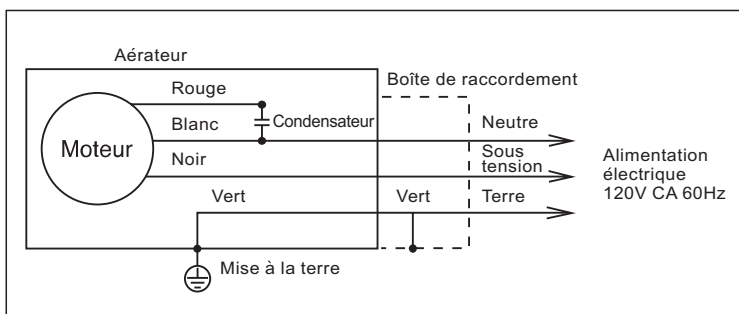 Aérateur
Boîte de raccordement
Rouge
Condensateur
Blanc
Neutre
Moteur
Noir
Sous
tension
Alimentation
électrique
120V CA 60Hz
Vert
Vert
Terre
Mise à la terre